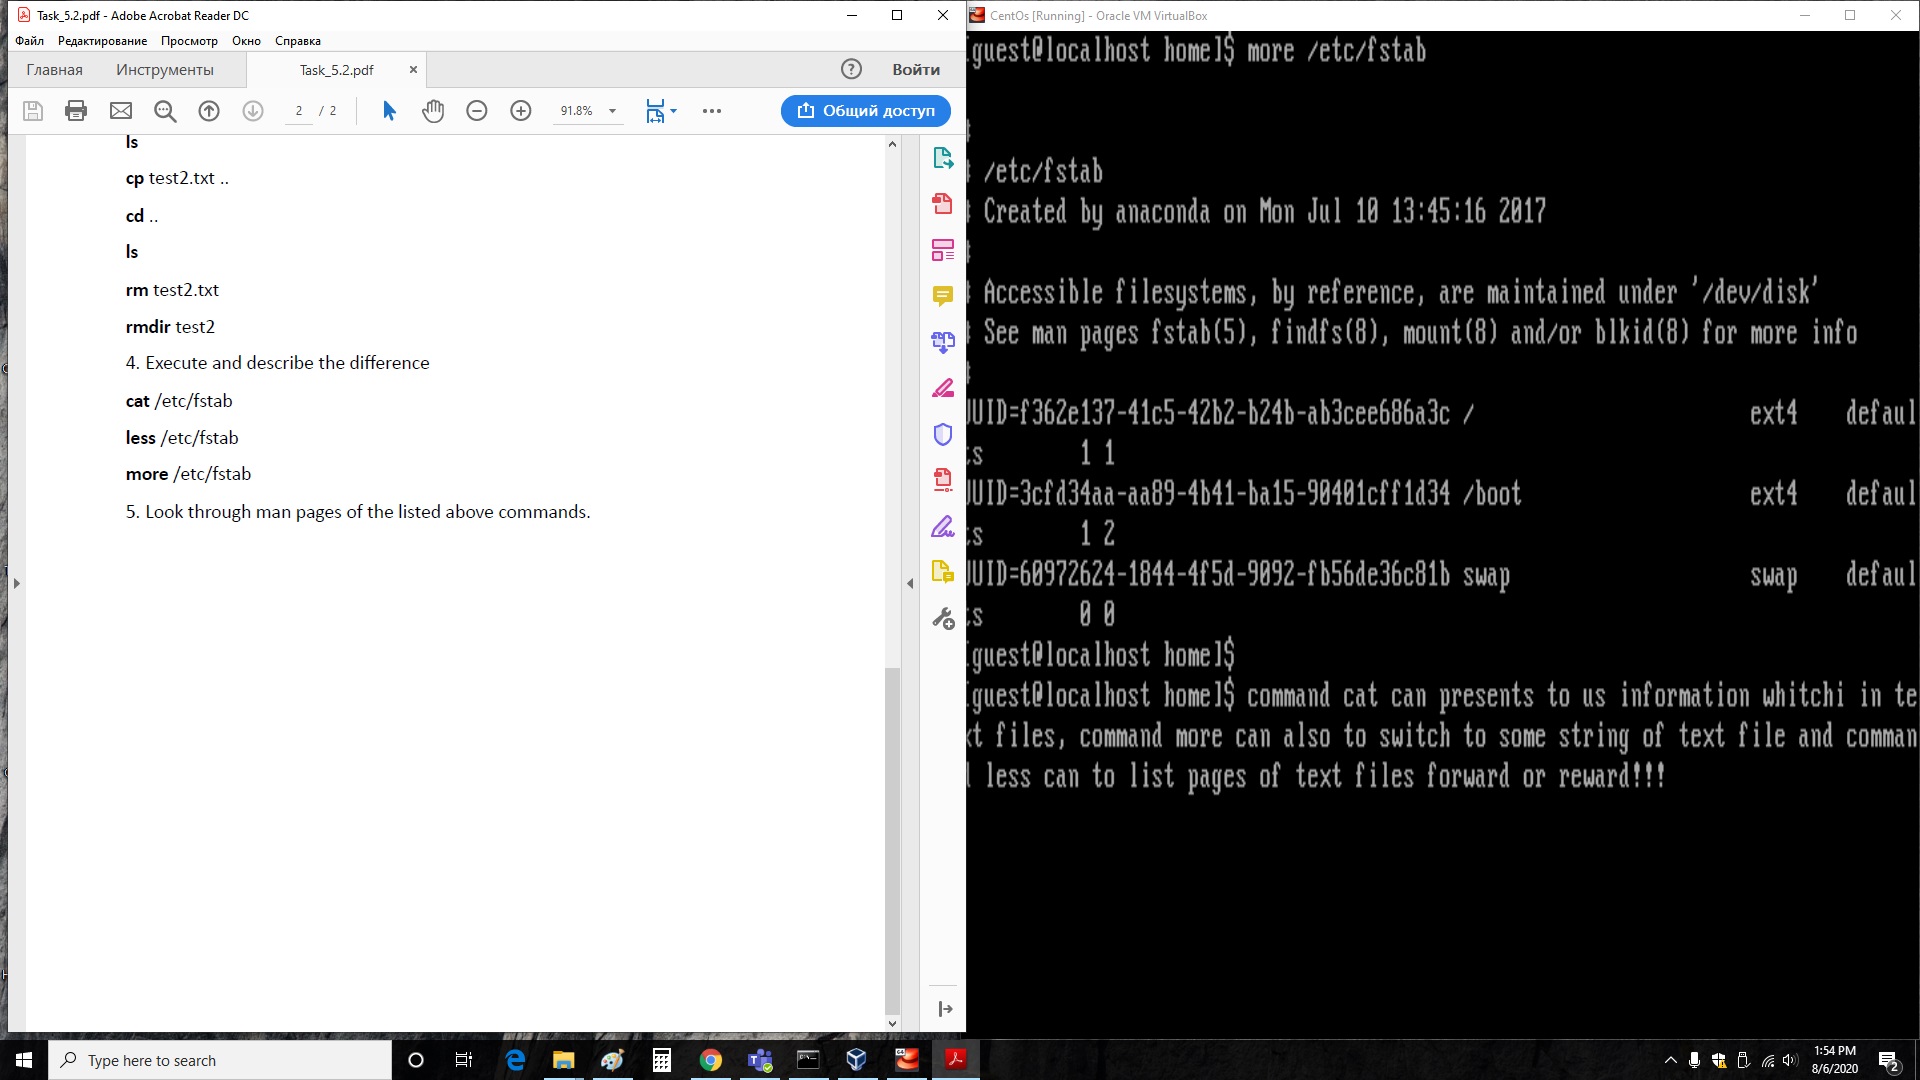 Task_5.2.pdf - Adobe Acrobat Reader DC
Файл Редактирование Просмотр Окно Справка
Главная Инструменты Task_5.2.pdf Войти
2 / 2 91.8% Общий доступ
ls
cp test2.txt ..
cd ..
ls
rm test2.txt
rmdir test2
4. Execute and describe the difference
cat /etc/fstab
less /etc/fstab
more /etc/fstab
5. Look through man pages of the listed above commands.
CentOs [Running] - Oracle VM VirtualBox
[guest@localhost home]$ more /etc/fstab
#
# /etc/fstab
# Created by anaconda on Mon Jul 10 13:45:16 2017
#
# Accessible filesystems, by reference, are maintained under '/dev/disk'
# See man pages fstab(5), findfs(8), mount(8) and/or blkid(8) for more info
#
UUID=f362e137-41c5-42b2-b24b-ab3cee686a3c / ext4 defaul
ts 1 1
UUID=3cfd34aa-aa89-4b41-ba15-90401cff1d34 /boot ext4 defaul
ts 1 2
UUID=60972624-1844-4f5d-9092-fb56de36c81b swap swap defaul
ts 0 0
[guest@localhost home]$
[guest@localhost home]$ command cat can presents to us information whitchi in te
xt files, command more can also to switch to some string of text file and comman
d less can to list pages of text files forward or reward!!!
Type here to search
1:54 PM
8/6/2020
2